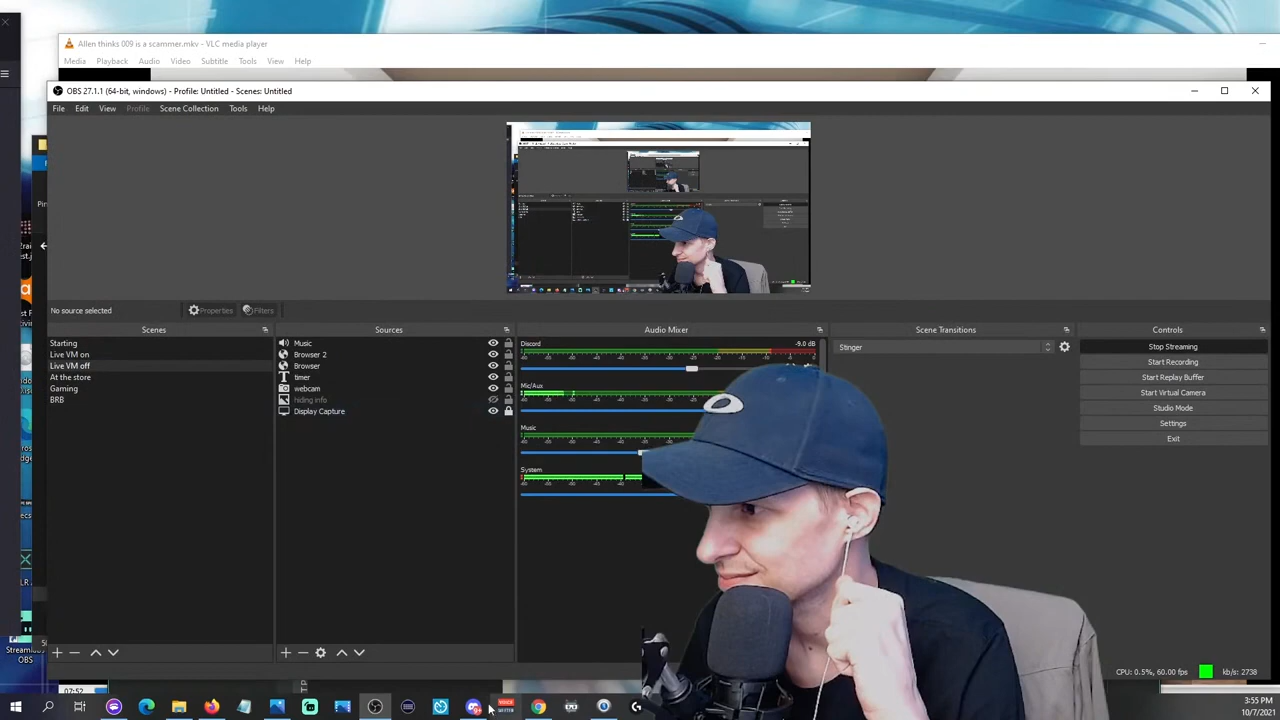 Allen thinks 009 is a scammer.mkv - VLC media player
Media Playback Audio Video Subtitle Tools View Help
OBS 27.1.1 (64-bit, windows) - Profile: Untitled - Scenes: Untitled
File Edit View Profile Scene Collection Tools Help
No source selected
Properties
Filters
Scenes
Starting
Live VM on
Live VM off
At the store
Gaming
BRB
Sources
Music
Browser 2
Browser
timer
webcam
hiding info
Display Capture
Audio Mixer
Discord
-9.0 dB
Mic/Aux
Music
System
Scene Transitions
Stinger
Controls
Stop Streaming
Start Recording
Start Replay Buffer
Start Virtual Camera
Studio Mode
Settings
Exit
CPU: 0.5%, 60.00 fps
kb/s: 2738
OBS
07:52
3:55 PM
10/7/2021